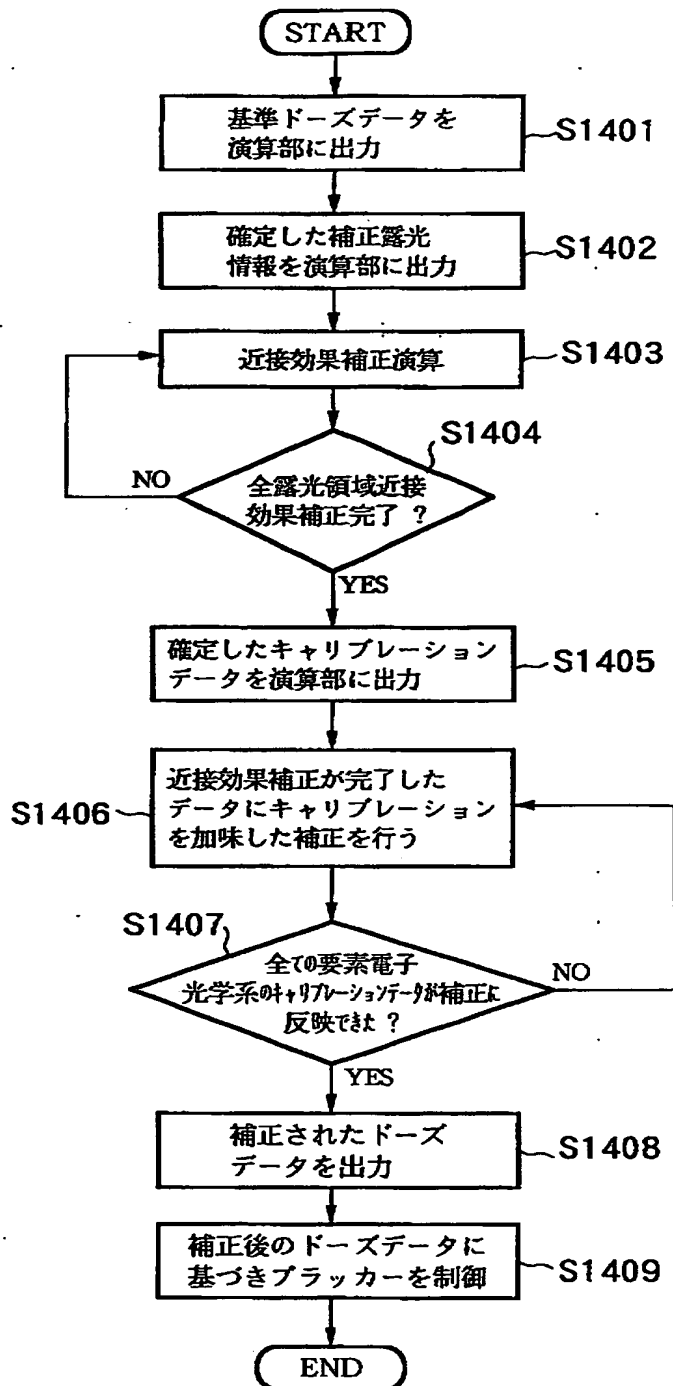 START
基準ドーズデータを
演算部に出力
S1401
確定した補正露光
情報を演算部に出力
S1402
近接効果補正演算
S1403
S1404
全露光領域近接
効果補正完了 ?
NO
YES
確定したキャリブレーション
データを演算部に出力
S1405
近接効果補正が完了した
データにキャリブレーション
を加味した補正を行う
S1406
S1407
全ての要素電子
光学系のキャリブレーションデータが補正に
反映できた ?
NO
YES
補正されたドーズ
データを出力
S1408
補正後のドーズデータに
基づきブラッカーを制御
S1409
END